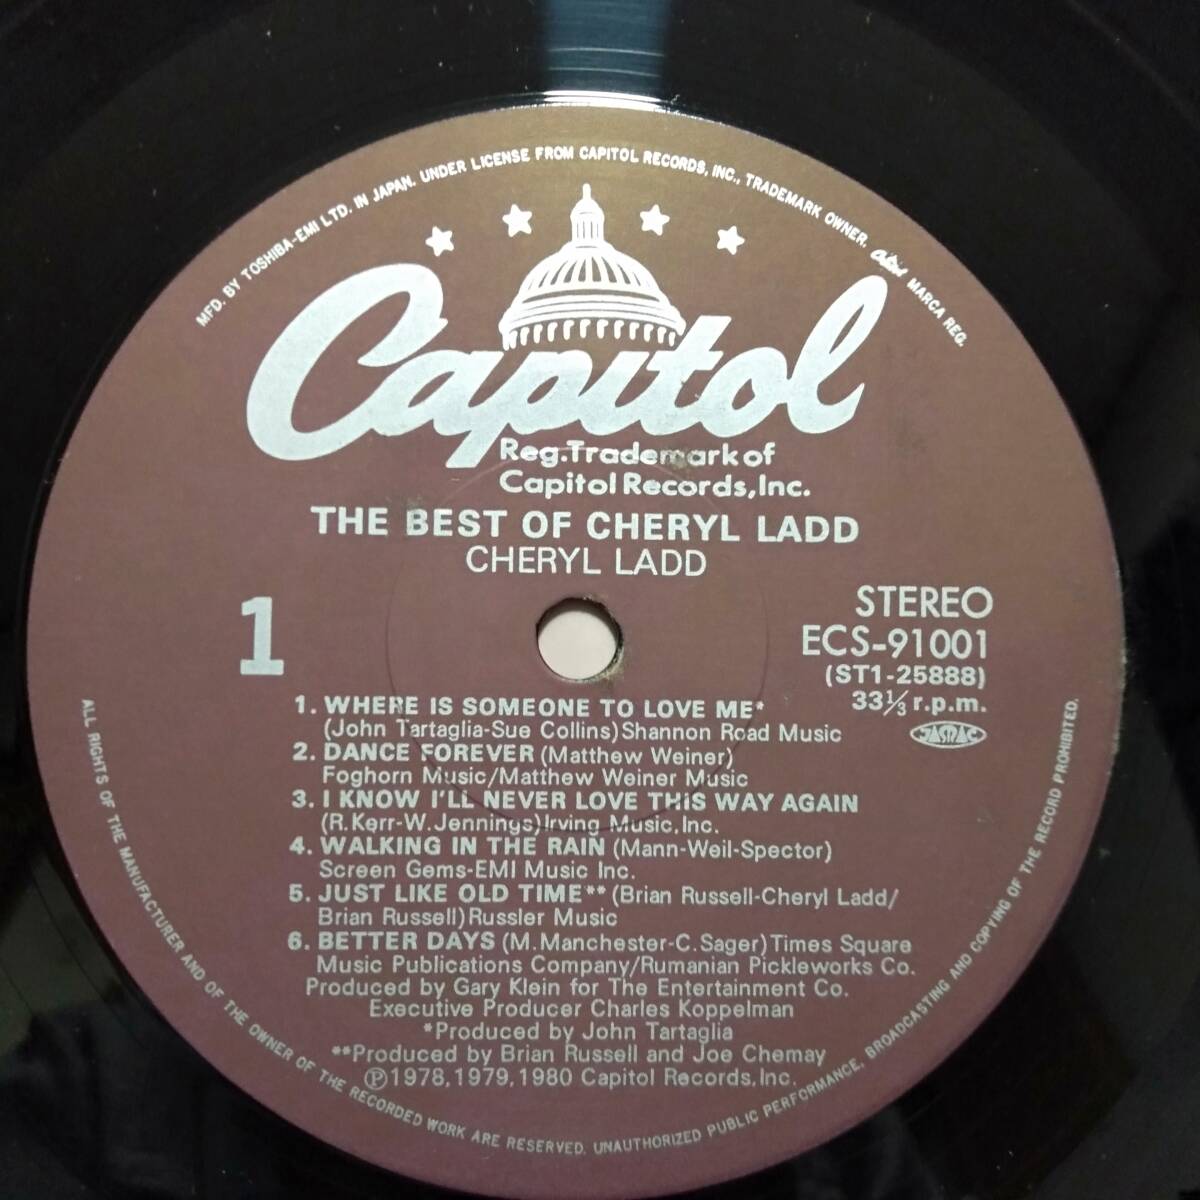 MFD. BY TOSHIBA-EMI LTD. IN JAPAN. UNDER LICENSE FROM CAPITOL RECORDS, INC., TRADEMARK OWNER. Capitol MARCA REG.
Capitol
Reg. Trademark of
Capitol Records, Inc.
THE BEST OF CHERYL LADD
CHERYL LADD
1
STEREO
ECS-91001
(ST1-25888)
33⅓ r.p.m.
JASRAC
1. WHERE IS SOMEONE TO LOVE ME*
(John Tartaglia-Sue Collins) Shannon Road Music
2. DANCE FOREVER (Matthew Weiner)
Foghorn Music/Matthew Weiner Music
3. I KNOW I'LL NEVER LOVE THIS WAY AGAIN
(R. Kerr-W. Jennings) Irving Music, Inc.
4. WALKING IN THE RAIN (Mann-Weil-Spector)
Screen Gems-EMI Music Inc.
5. JUST LIKE OLD TIME** (Brian Russell-Cheryl Ladd/
Brian Russell) Russler Music
6. BETTER DAYS (M. Manchester-C. Sager) Times Square
Music Publications Company/Rumanian Pickleworks Co.
Produced by Gary Klein for The Entertainment Co.
Executive Producer Charles Koppelman
*Produced by John Tartaglia
**Produced by Brian Russell and Joe Chemay
Ⓟ1978, 1979, 1980 Capitol Records, Inc.
ALL RIGHTS OF THE MANUFACTURER AND OF THE OWNER OF THE RECORDED WORK ARE RESERVED. UNAUTHORIZED PUBLIC PERFORMANCE, BROADCASTING AND COPYING OF THE RECORD PROHIBITED.